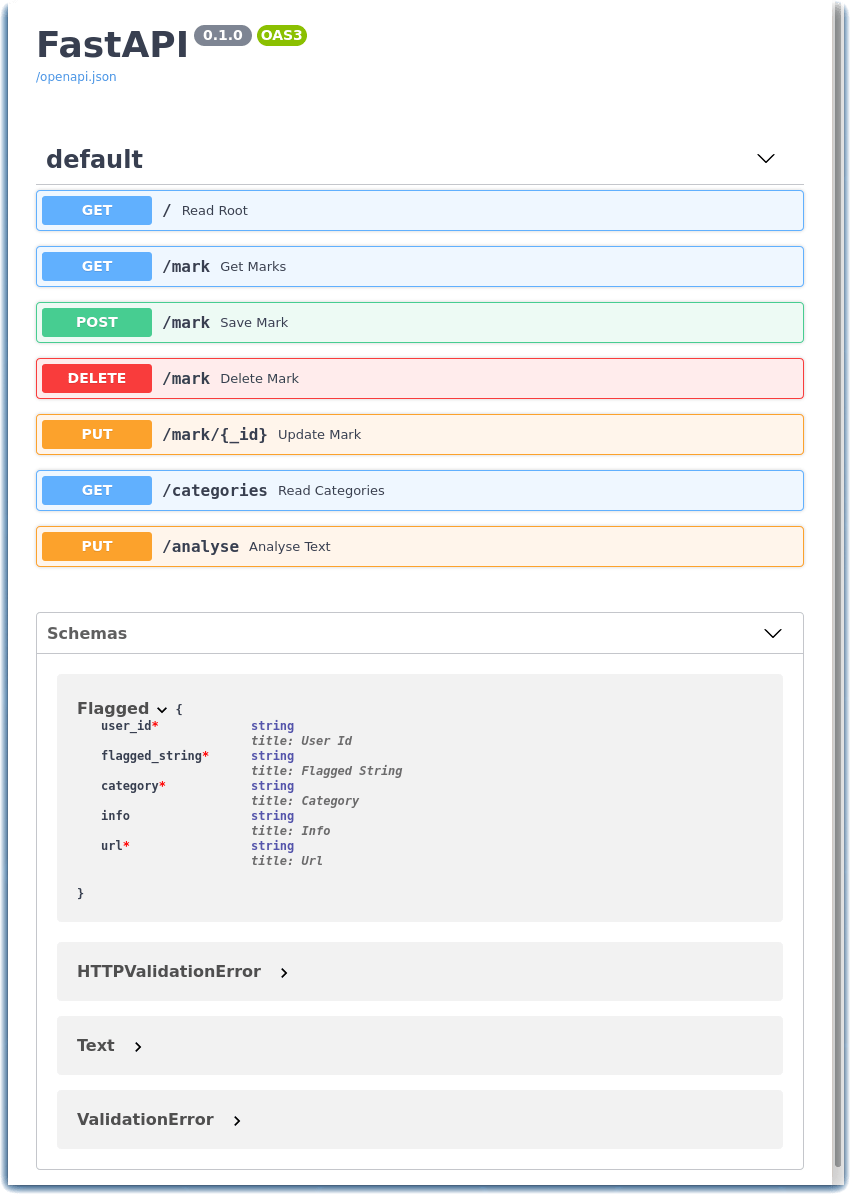 FastAPI 0.1.0 OAS3
/openapi.json
default
GET / Read Root
GET /mark Get Marks
POST /mark Save Mark
DELETE /mark Delete Mark
PUT /mark/{_id} Update Mark
GET /categories Read Categories
PUT /analyse Analyse Text
Schemas
Flagged {
user_id* string
title: User Id
flagged_string* string
title: Flagged String
category* string
title: Category
info string
title: Info
url* string
title: Url
}
HTTPValidationError
Text
ValidationError